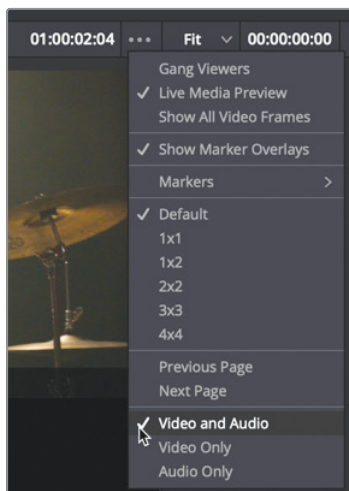 01:00:02:04 ••• Fit 00:00:00:00
Gang Viewers
Live Media Preview
Show All Video Frames
Show Marker Overlays
Markers
Default
1x1
1x2
2x2
3x3
4x4
Previous Page
Next Page
Video and Audio
Video Only
Audio Only